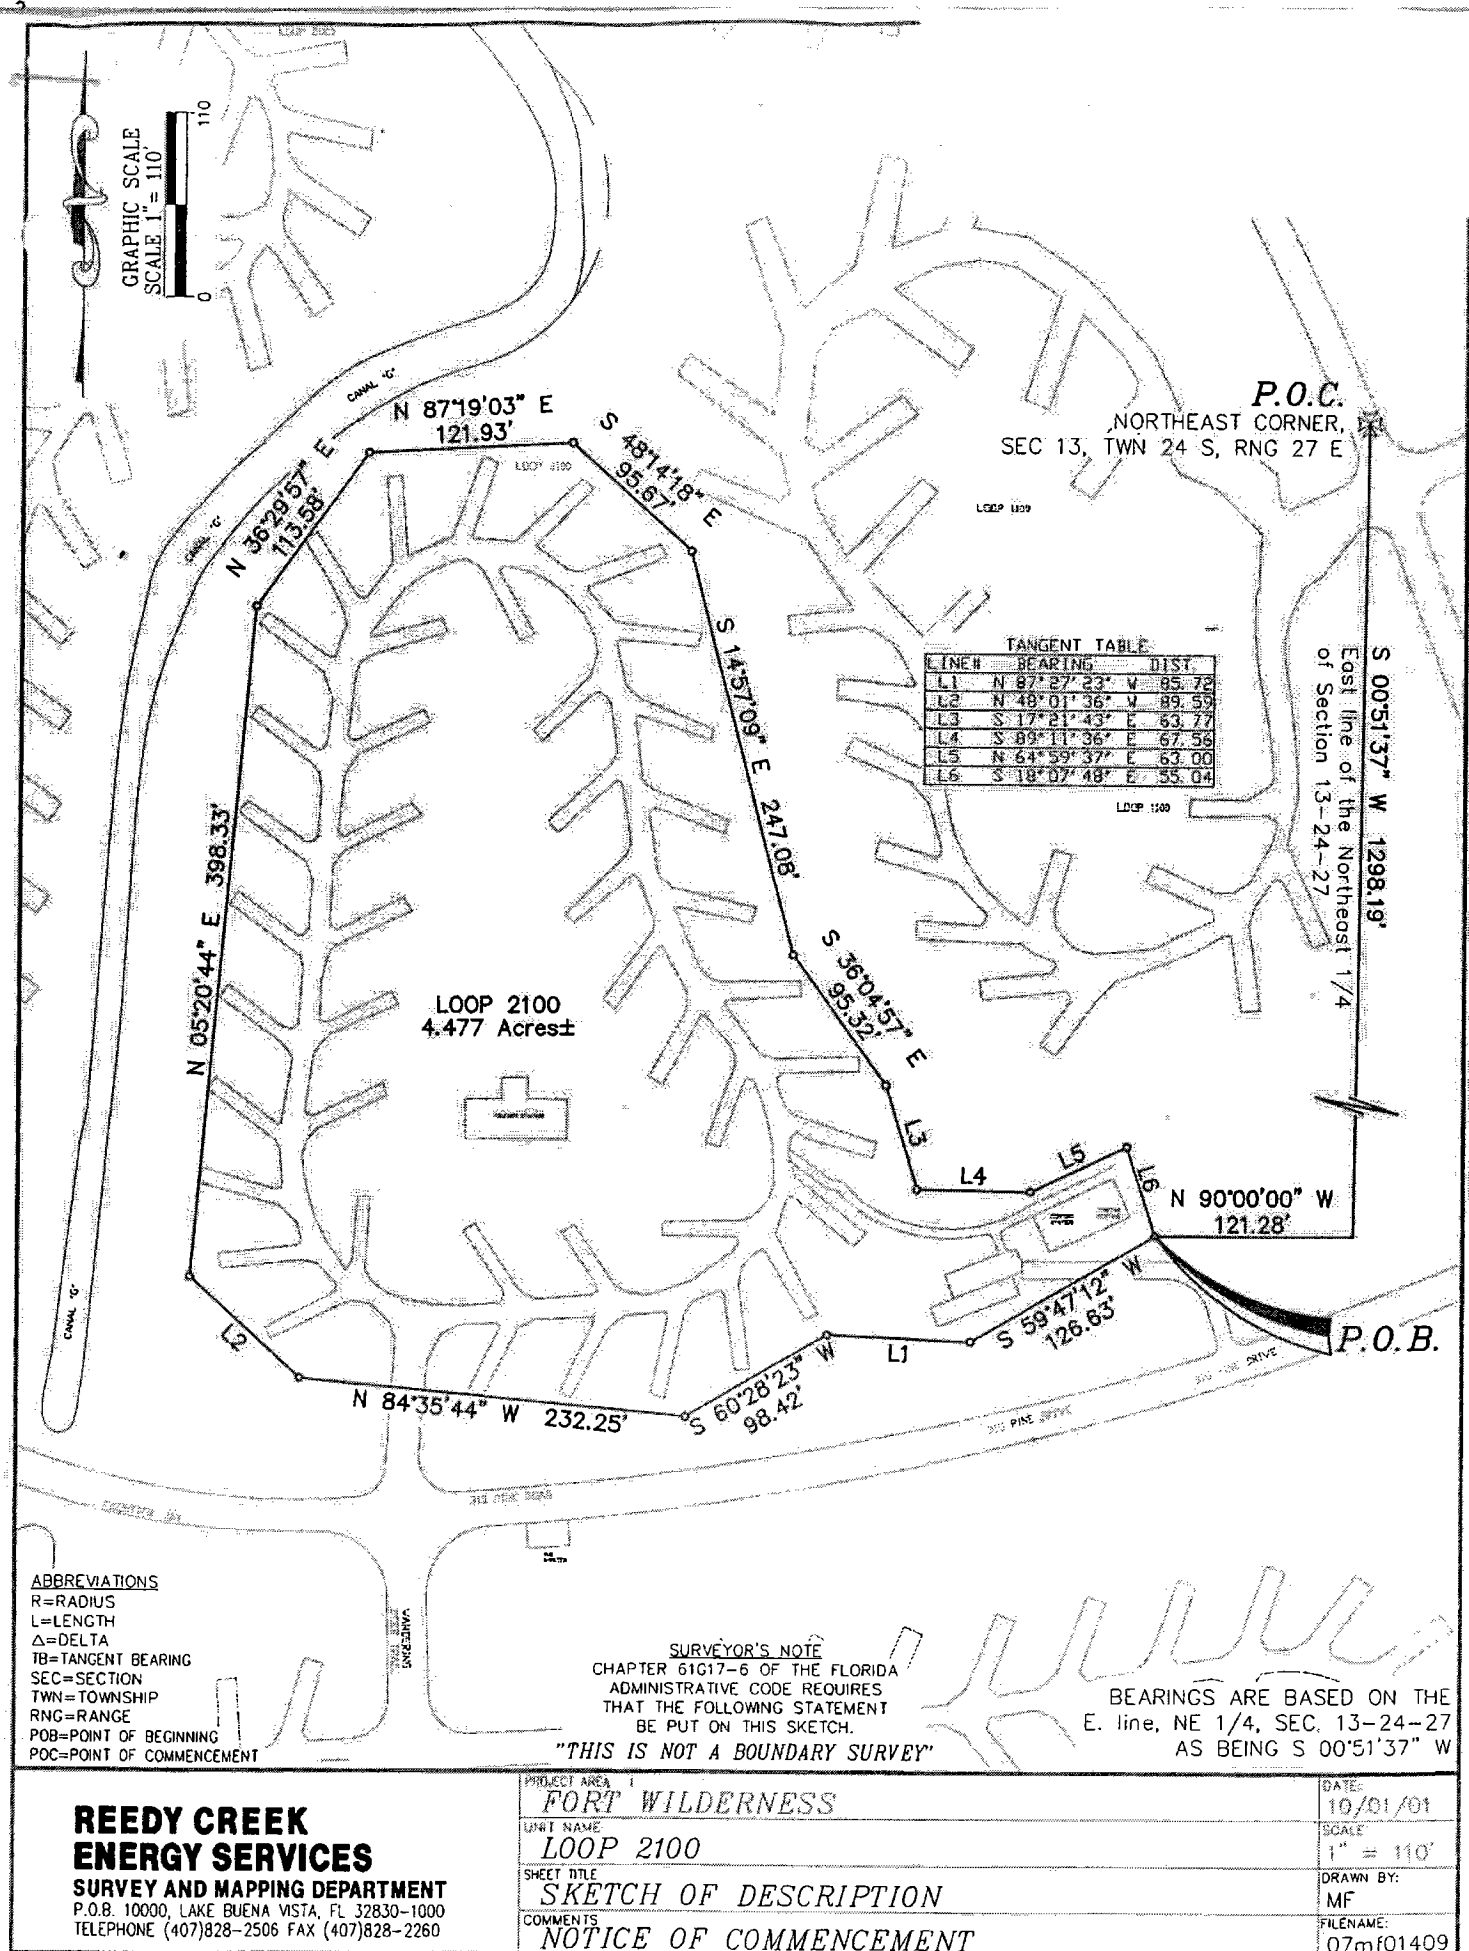 LOOP 2103
GRAPHIC SCALE
SCALE 1"= 110'
0
110
CANAL "G"
CANAL "G"
CANAL "G"
N 87°19'03" E
121.93'
N 36°29'57" E
113.58'
S 48°14'18" E
95.67'
LOOP 2100
P.O.C.
NORTHEAST CORNER,
SEC 13, TWN 24 S, RNG 27 E
S 14°57'09" E 247.08'
TANGENT TABLE
LINE# BEARING DIST.
L1 N 87°27'23" W 85.72
L2 N 48°01'36" W 89.59
L3 S 17°21'43" E 63.77
L4 S 89°11'36" E 67.56
L5 N 64°59'37" E 63.00
L6 S 18°07'48" E 55.04
S 00°51'37" W 1298.19'
East line of the Northeast 1/4
of Section 13-24-27
N 05°20'44" E 398.33'
LOOP 2100
4.477 Acres±
S 36°04'57" E
95.32'
L3
L4
L5
L6
N 90°00'00" W
121.28'
P.O.B.
S 59°47'12" W
126.63'
L1
S 60°28'23" W
98.42'
N 84°35'44" W 232.25'
L2
BIG PINE DRIVE
ABBREVIATIONS
R=RADIUS
L=LENGTH
Δ=DELTA
TB=TANGENT BEARING
SEC=SECTION
TWN=TOWNSHIP
RNG=RANGE
POB=POINT OF BEGINNING
POC=POINT OF COMMENCEMENT
SURVEYOR'S NOTE
CHAPTER 61G17-6 OF THE FLORIDA
ADMINISTRATIVE CODE REQUIRES
THAT THE FOLLOWING STATEMENT
BE PUT ON THIS SKETCH.
"THIS IS NOT A BOUNDARY SURVEY"
BEARINGS ARE BASED ON THE
E. line, NE 1/4, SEC. 13-24-27
AS BEING S 00°51'37" W
REEDY CREEK
ENERGY SERVICES
SURVEY AND MAPPING DEPARTMENT
P.O.B. 10000, LAKE BUENA VISTA, FL 32830-1000
TELEPHONE (407)828-2506 FAX (407)828-2260
PROJECT AREA
FORT WILDERNESS
UNIT NAME
LOOP 2100
SHEET TITLE
SKETCH OF DESCRIPTION
COMMENTS
NOTICE OF COMMENCEMENT
DATE:
10/01/01
SCALE
1" = 110'
DRAWN BY:
MF
FILENAME:
07mf01409